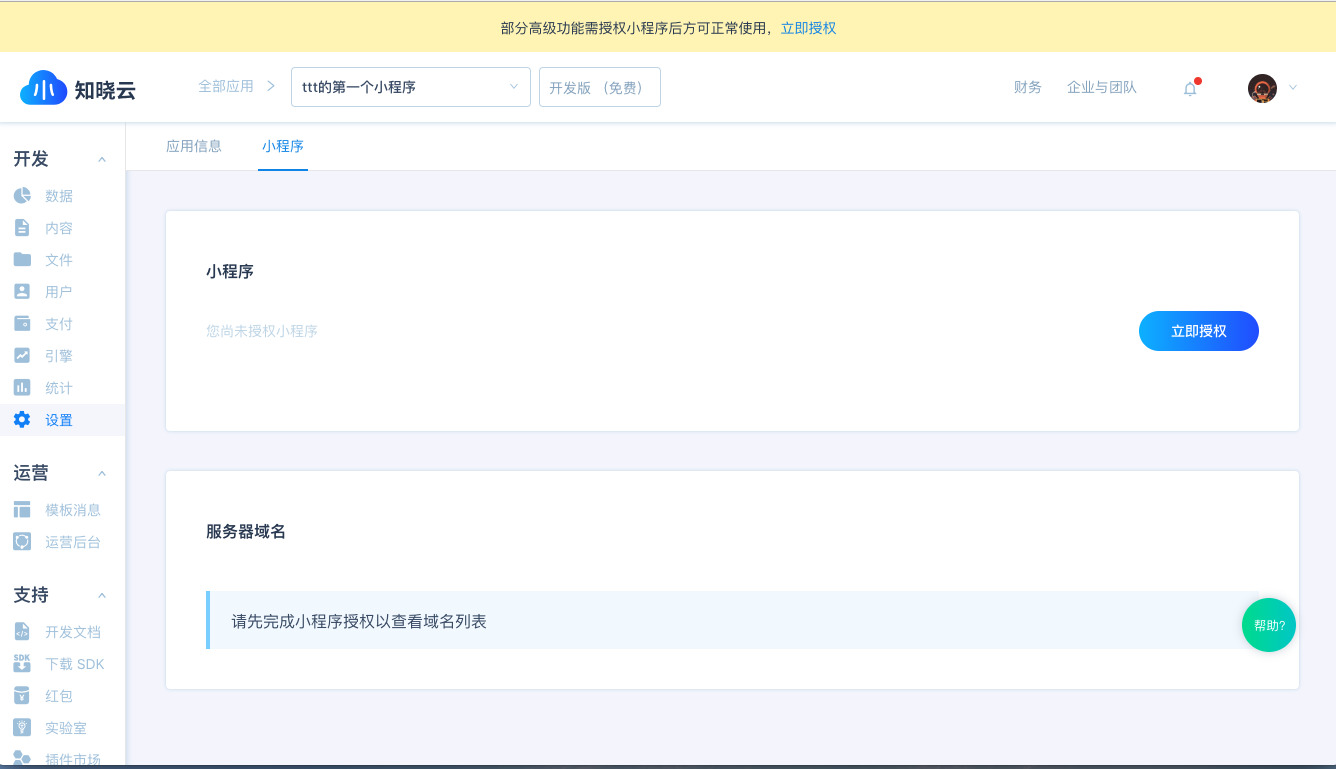 部分高级功能需授权小程序后方可正常使用，立即授权
小 知晓云
全部应用
ttt的第一个小程序
开发版 （免费）
财务
企业与团队
开发
应用信息
小程序
数据
内容
文件
用户
支付
引擎
统计
设置
运营
模板消息
运营后台
支持
开发文档
SDK 下载 SDK
红包
实验室
插件市场
小程序
您尚未授权小程序
立即授权
服务器域名
请先完成小程序授权以查看域名列表
帮助?